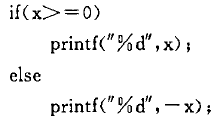 if(x>=0)
printf("%d",x);
else
printf("%d",-x);